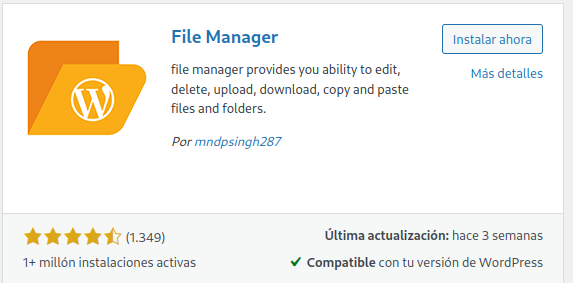 File Manager
Instalar ahora
Más detalles
file manager provides you ability to edit,
delete, upload, download, copy and paste
files and folders.
Por mndpsingh287
(1.349)
Última actualización: hace 3 semanas
1+ millón instalaciones activas
Compatible con tu versión de WordPress